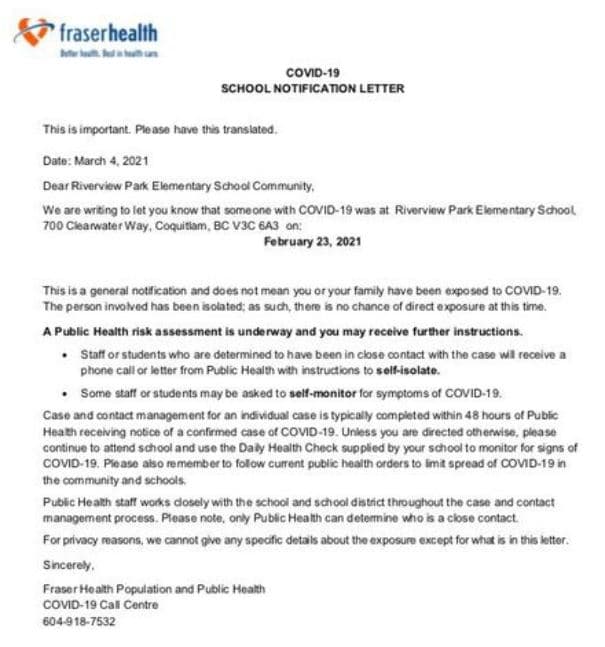 fraserhealth
Better health. Best in health care.
COVID-19
SCHOOL NOTIFICATION LETTER
This is important. Please have this translated.
Date: March 4, 2021
Dear Riverview Park Elementary School Community,
We are writing to let you know that someone with COVID-19 was at Riverview Park Elementary School,
700 Clearwater Way, Coquitlam, BC V3C 6A3 on:
February 23, 2021
This is a general notification and does not mean you or your family have been exposed to COVID-19.
The person involved has been isolated; as such, there is no chance of direct exposure at this time.
A Public Health risk assessment is underway and you may receive further instructions.
• Staff or students who are determined to have been in close contact with the case will receive a
phone call or letter from Public Health with instructions to self-isolate.
• Some staff or students may be asked to self-monitor for symptoms of COVID-19.
Case and contact management for an individual case is typically completed within 48 hours of Public
Health receiving notice of a confirmed case of COVID-19. Unless you are directed otherwise, please
continue to attend school and use the Daily Health Check supplied by your school to monitor for signs of
COVID-19. Please also remember to follow current public health orders to limit spread of COVID-19 in
the community and schools.
Public Health staff works closely with the school and school district throughout the case and contact
management process. Please note, only Public Health can determine who is a close contact.
For privacy reasons, we cannot give any specific details about the exposure except for what is in this letter.
Sincerely,
Fraser Health Population and Public Health
COVID-19 Call Centre
604-918-7532